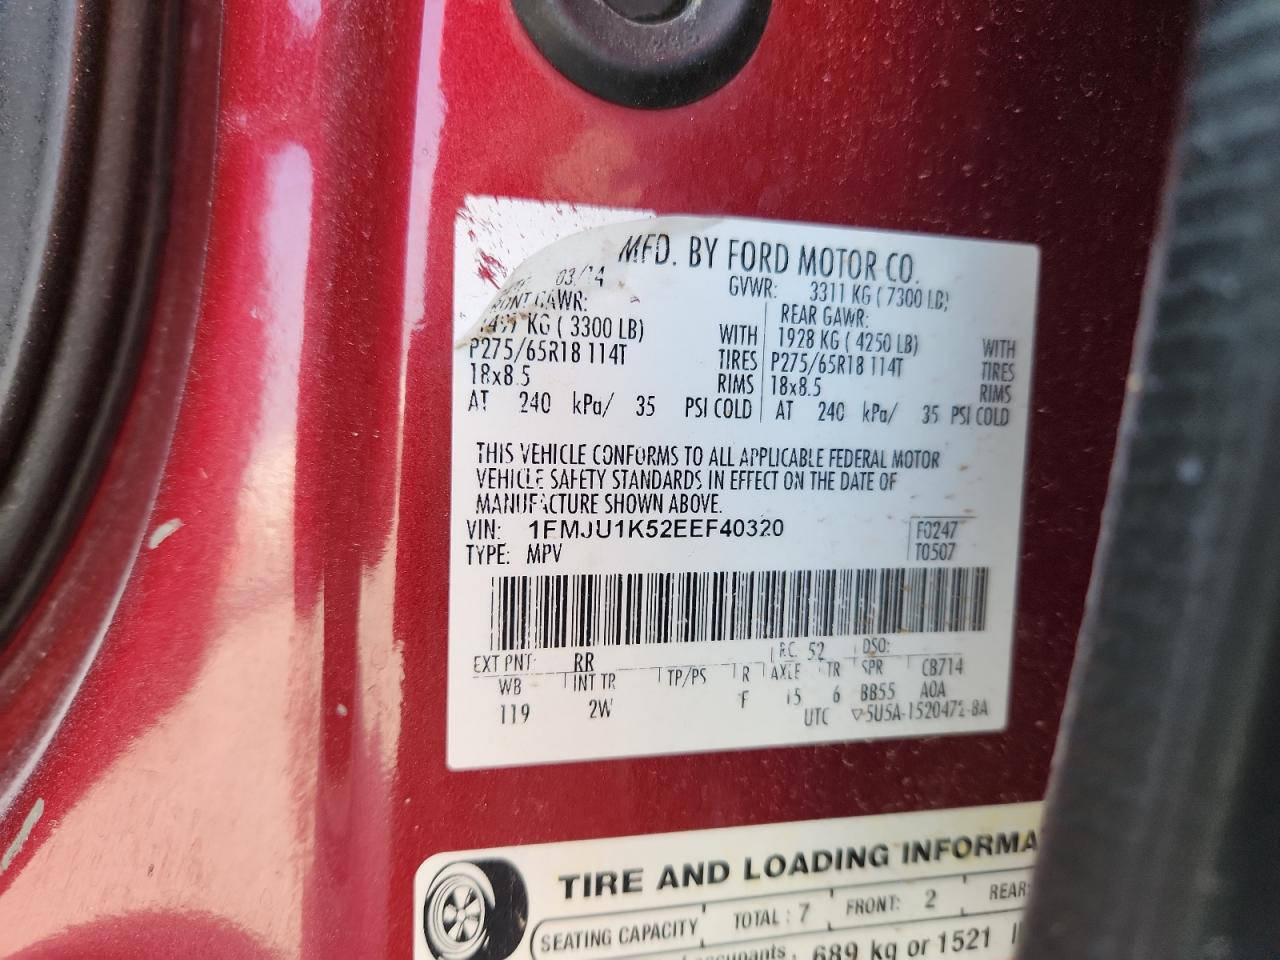 MFD. BY FORD MOTOR CO.
03/14 GVWR: 3311 KG ( 7300 LB)
FRONT GAWR: REAR GAWR:
KG ( 3300 LB) WITH 1928 KG ( 4250 LB) WITH
P275/65R18 114T TIRES P275/65R18 114T TIRES
18x8.5 RIMS 18x8.5 RIMS
AT 240 kPa/ 35 PSI COLD AT 240 kPa/ 35 PSI COLD
THIS VEHICLE CONFORMS TO ALL APPLICABLE FEDERAL MOTOR
VEHICLE SAFETY STANDARDS IN EFFECT ON THE DATE OF
MANUFACTURE SHOWN ABOVE.
VIN: 1FMJU1K52EEF40320 F0247
TYPE: MPV T0507
EXT PNT: RR RC: 52 DSO:
WB INT TR TP/PS R AXLE TR SPR CB714
119 2W F 15 6 BB55 AOA
UTC ▽5U5A-1520472-BA
TIRE AND LOADING INFORMA
SEATING CAPACITY TOTAL : 7 FRONT: 2 REAR:
occupants 689 kg or 1521